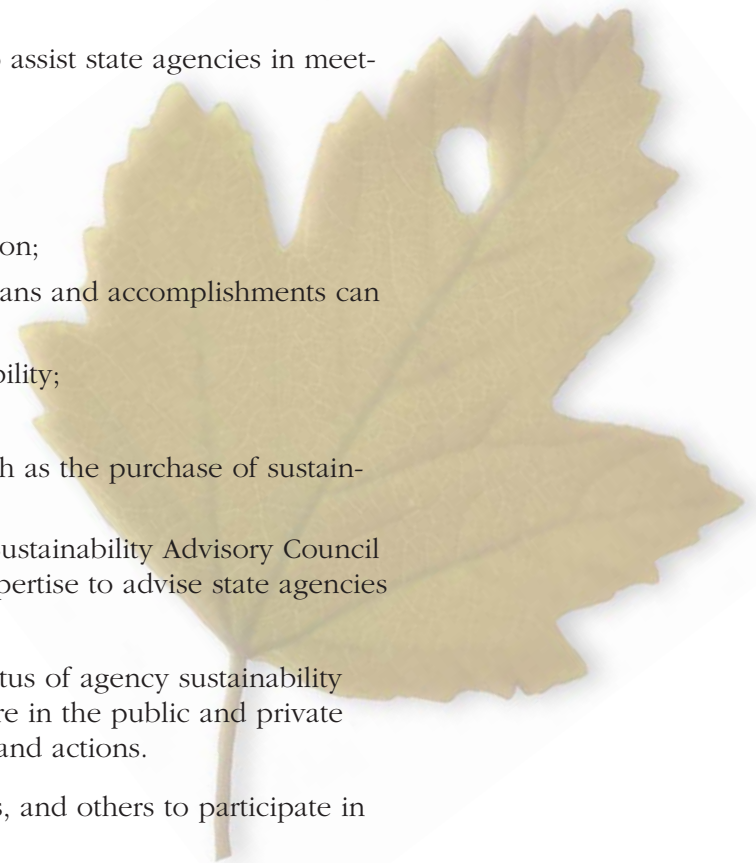 assist state agencies in meet-
on;
ans and accomplishments can
bility;
h as the purchase of sustain-
ustainability Advisory Council
pertise to advise state agencies
tus of agency sustainability
re in the public and private
and actions.
s, and others to participate in